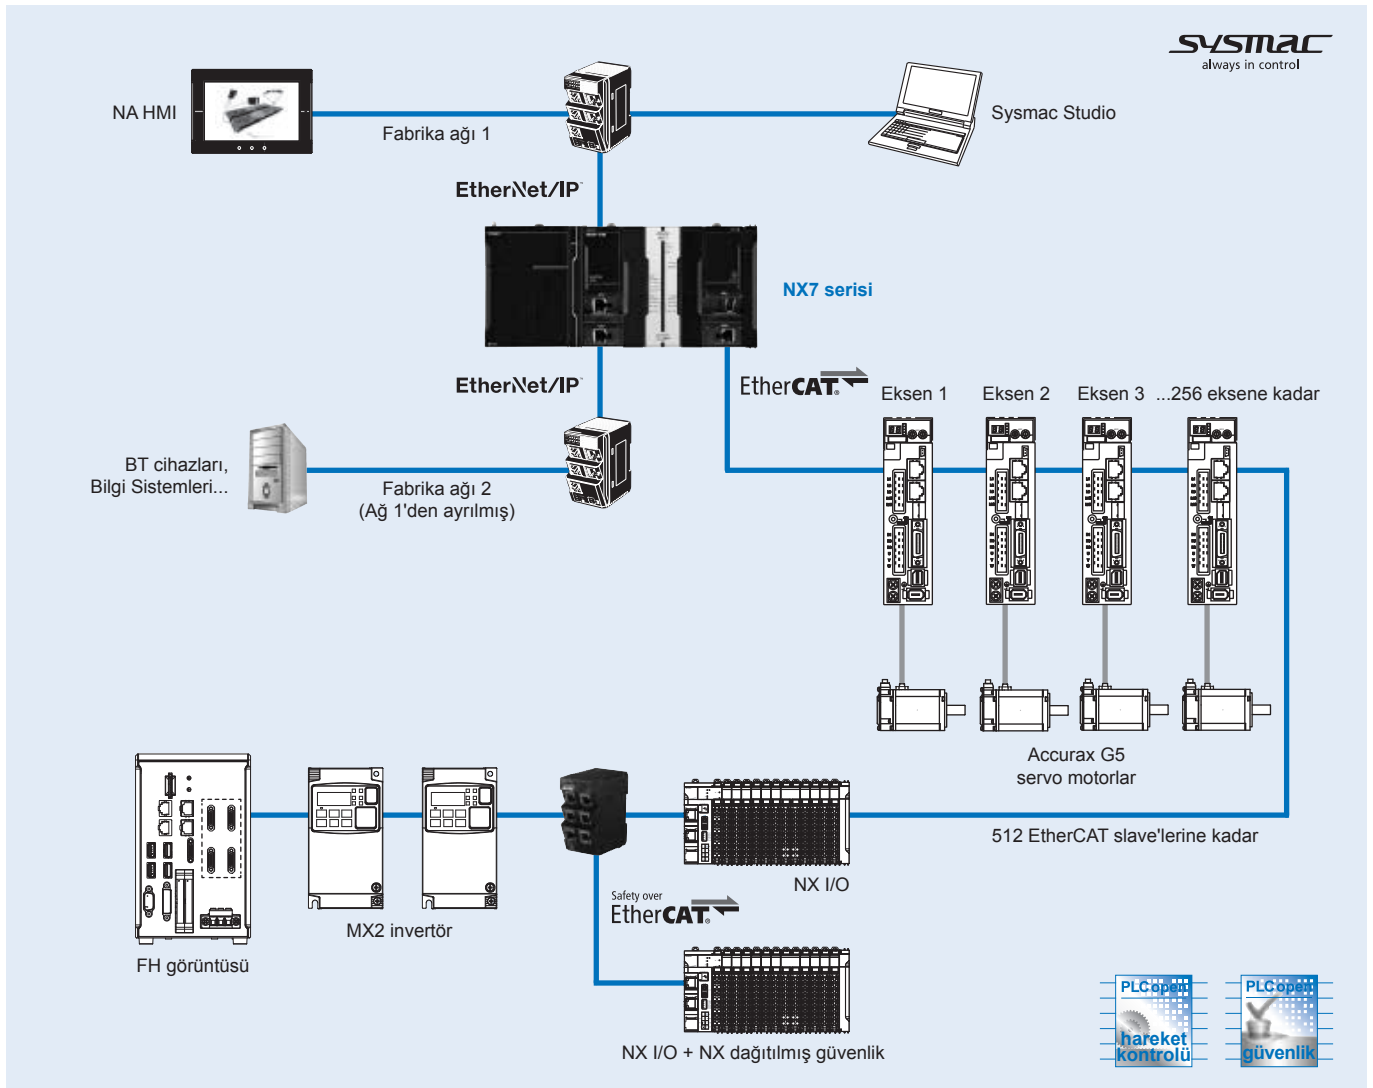 sysmac
always in control
NA HMI
Fabrika ağı 1
Sysmac Studio
EtherNet/IP™
NX7 serisi
EtherNet/IP™
EtherCAT®
Eksen 1
Eksen 2
Eksen 3
...256 eksene kadar
BT cihazları,
Bilgi Sistemleri...
Fabrika ağı 2
(Ağ 1'den ayrılmış)
Accurax G5
servo motorlar
512 EtherCAT slave'lerine kadar
NX I/O
MX2 invertör
FH görüntüsü
Safety over
EtherCAT®
NX I/O + NX dağıtılmış güvenlik
PLCopen
hareket
kontrolü
PLCopen
güvenlik